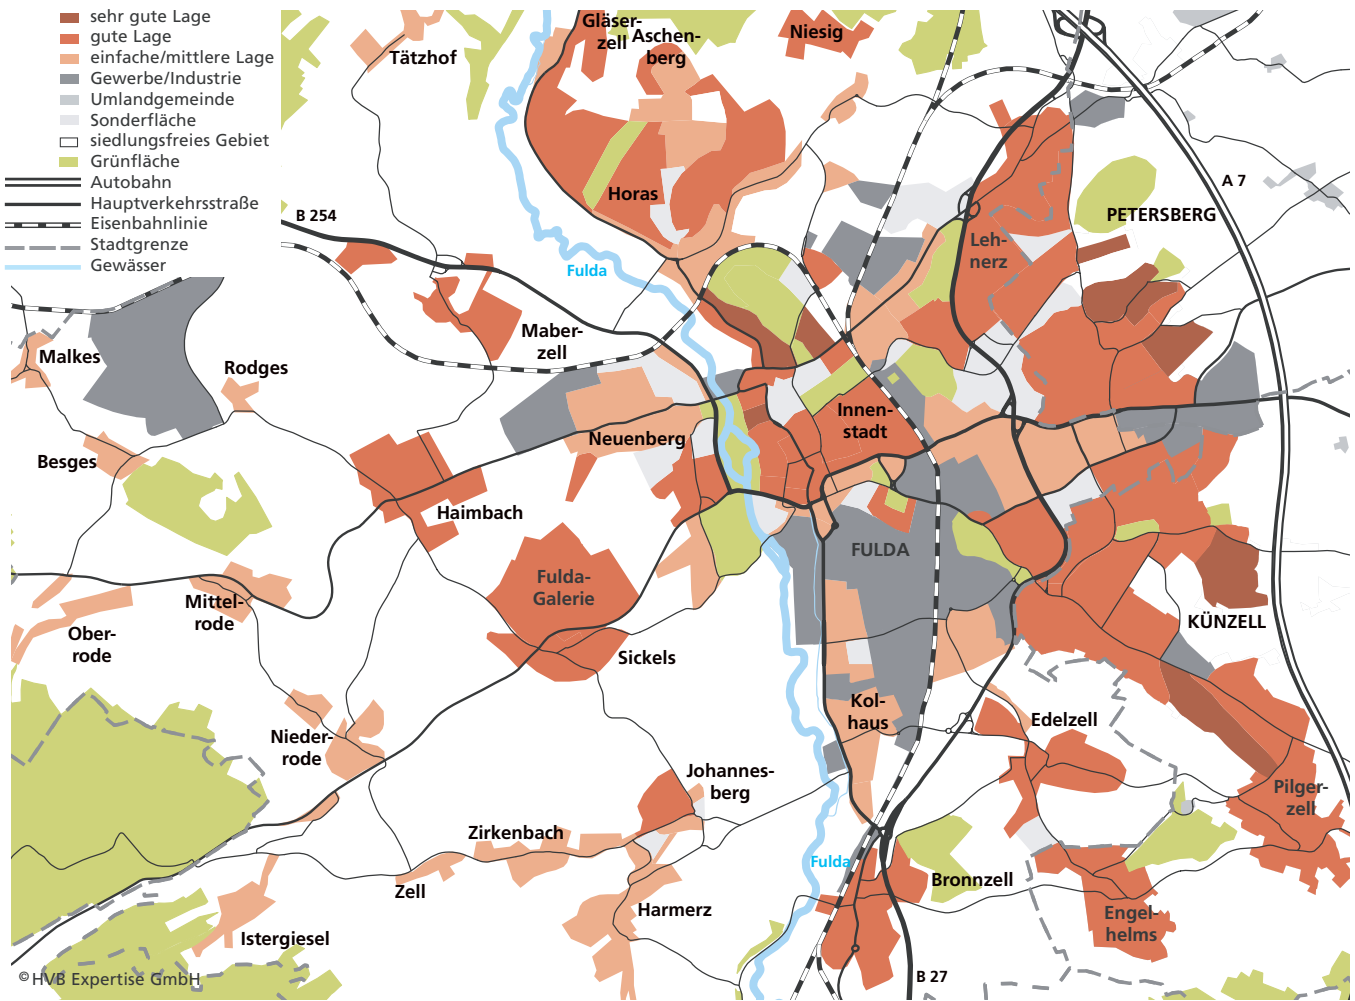 sehr gute Lage
gute Lage
einfache/mittlere Lage
Gewerbe/Industrie
Umlandgemeinde
Sonderfläche
siedlungsfreies Gebiet
Grünfläche
Autobahn
Hauptverkehrsstraße
Eisenbahnlinie
Stadtgrenze
Gewässer
Tätzhof
Gläser-
zell
Aschen-
berg
Niesig
A 7
Horas
PETERSBERG
B 254
Leh-
nerz
Fulda
Maber-
zell
Malkes
Rodges
Innen-
stadt
Neuenberg
Besges
Haimbach
FULDA
Fulda-
Galerie
Mittel-
rode
Ober-
rode
KÜNZELL
Sickels
Kol-
haus
Edelzell
Nieder-
rode
Johannes-
berg
Pilger-
zell
Zirkenbach
Fulda
Zell
Bronnzell
Harmerz
Engel-
helms
Istergiesel
B 27
© HVB Expertise GmbH